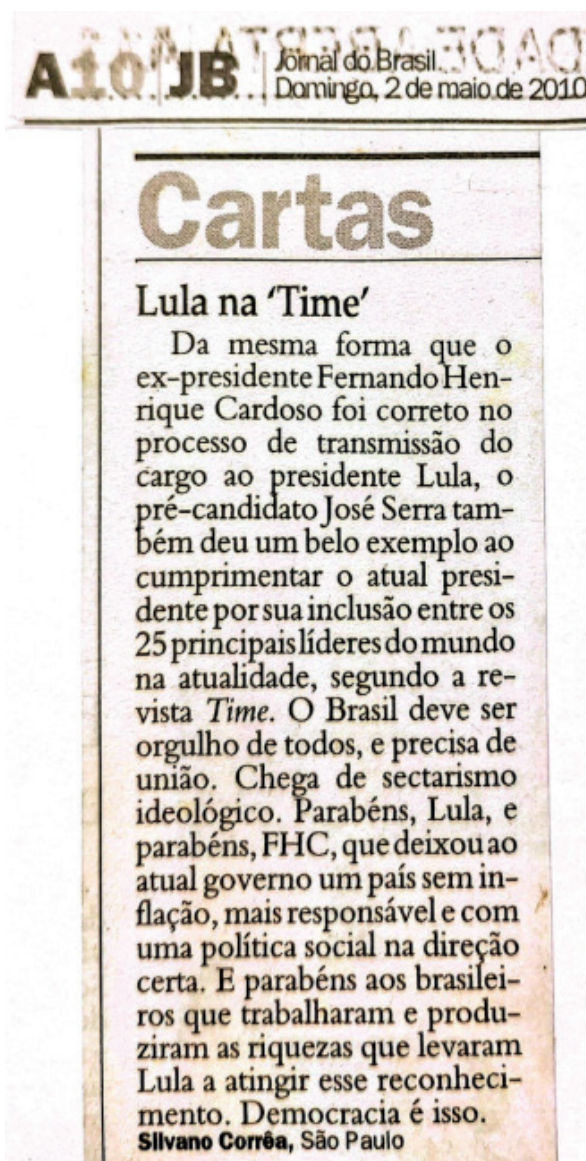 A10 JB Jornal do Brasil
Domingo, 2 de maio de 2010
Cartas
Lula na ‘Time’
Da mesma forma que o
ex-presidente Fernando Hen-
rique Cardoso foi correto no
processo de transmissão do
cargo ao presidente Lula, o
pré-candidato José Serra tam-
bém deu um belo exemplo ao
cumprimentar o atual presi-
dente por sua inclusão entre os
25 principais líderes do mundo
na atualidade, segundo a re-
vista Time. O Brasil deve ser
orgulho de todos, e precisa de
união. Chega de sectarismo
ideológico. Parabéns, Lula, e
parabéns, FHC, que deixou ao
atual governo um país sem in-
flação, mais responsável e com
uma política social na direção
certa. E parabéns aos brasilei-
ros que trabalharam e produ-
ziram as riquezas que levaram
Lula a atingir esse reconheci-
mento. Democracia é isso.
Silvano Corrêa, São Paulo